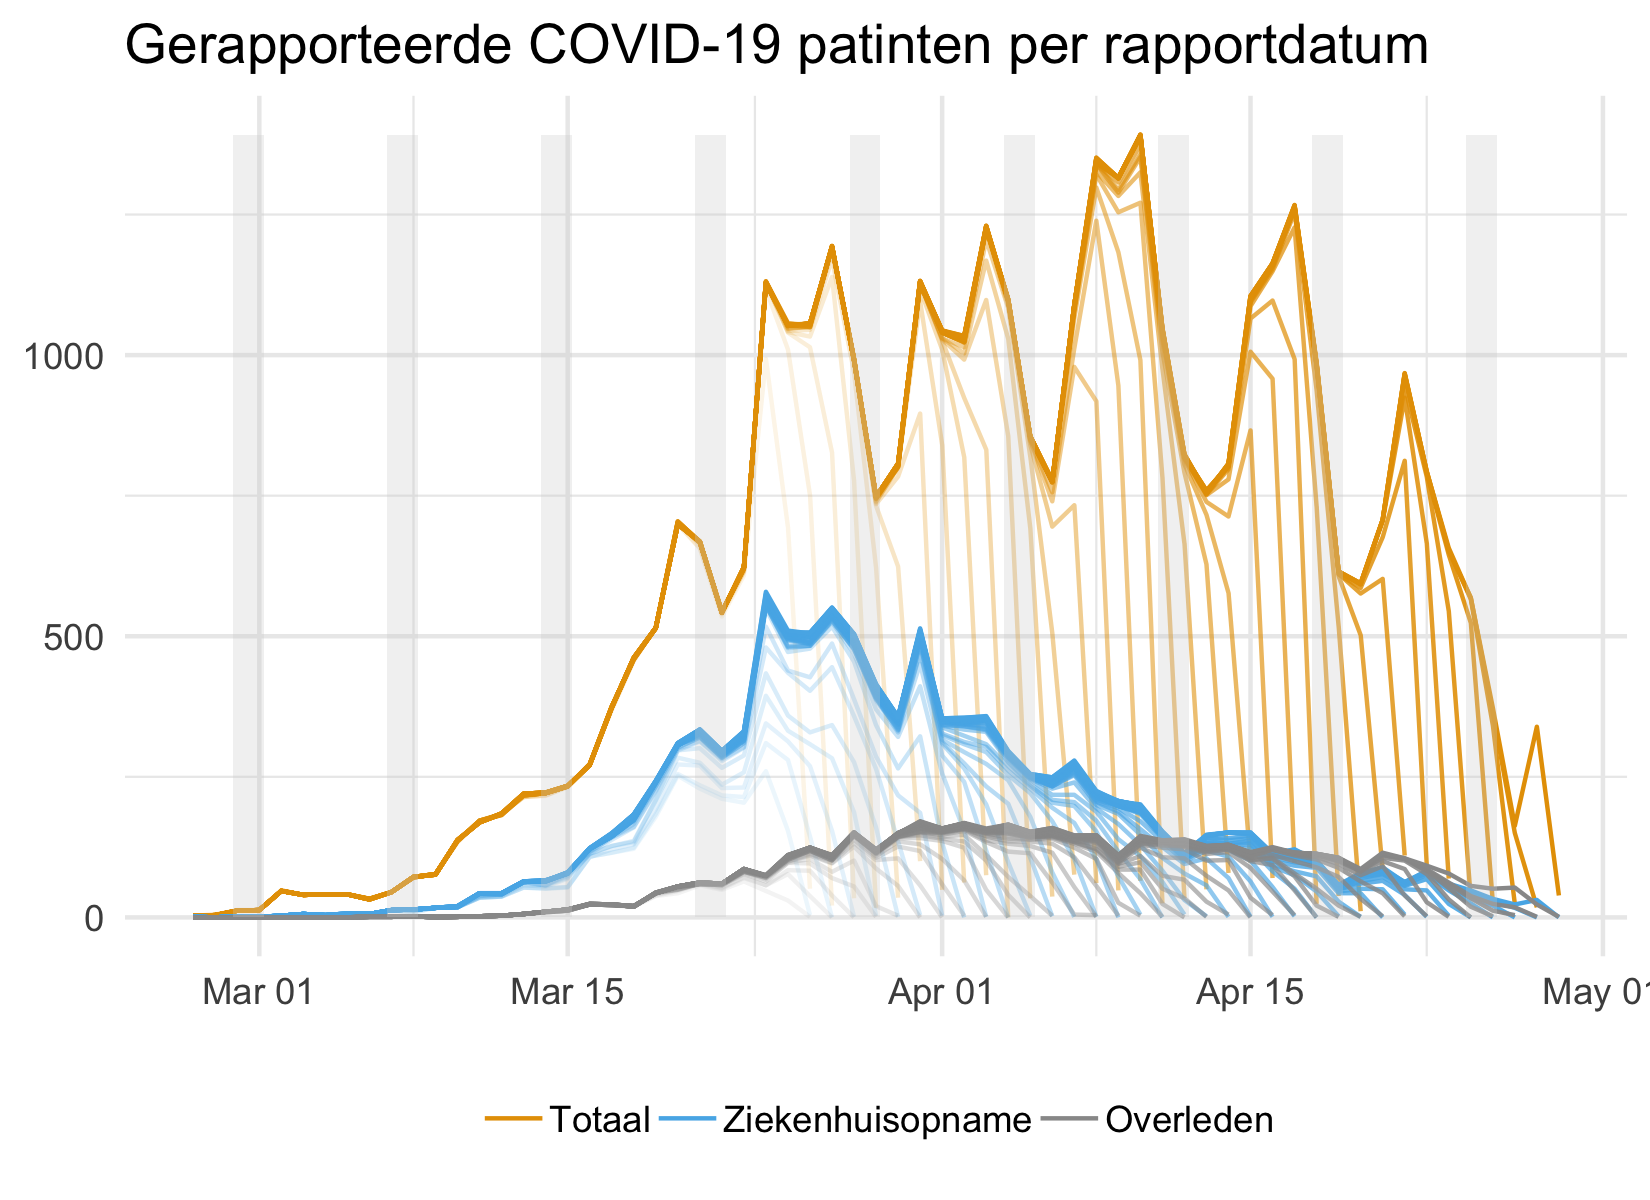 Gerapporteerde COVID-19 patinten per rapportdatum
1000
500
0
Mar 01 Mar 15 Apr 01 Apr 15 May 01
Totaal Ziekenhuisopname Overleden